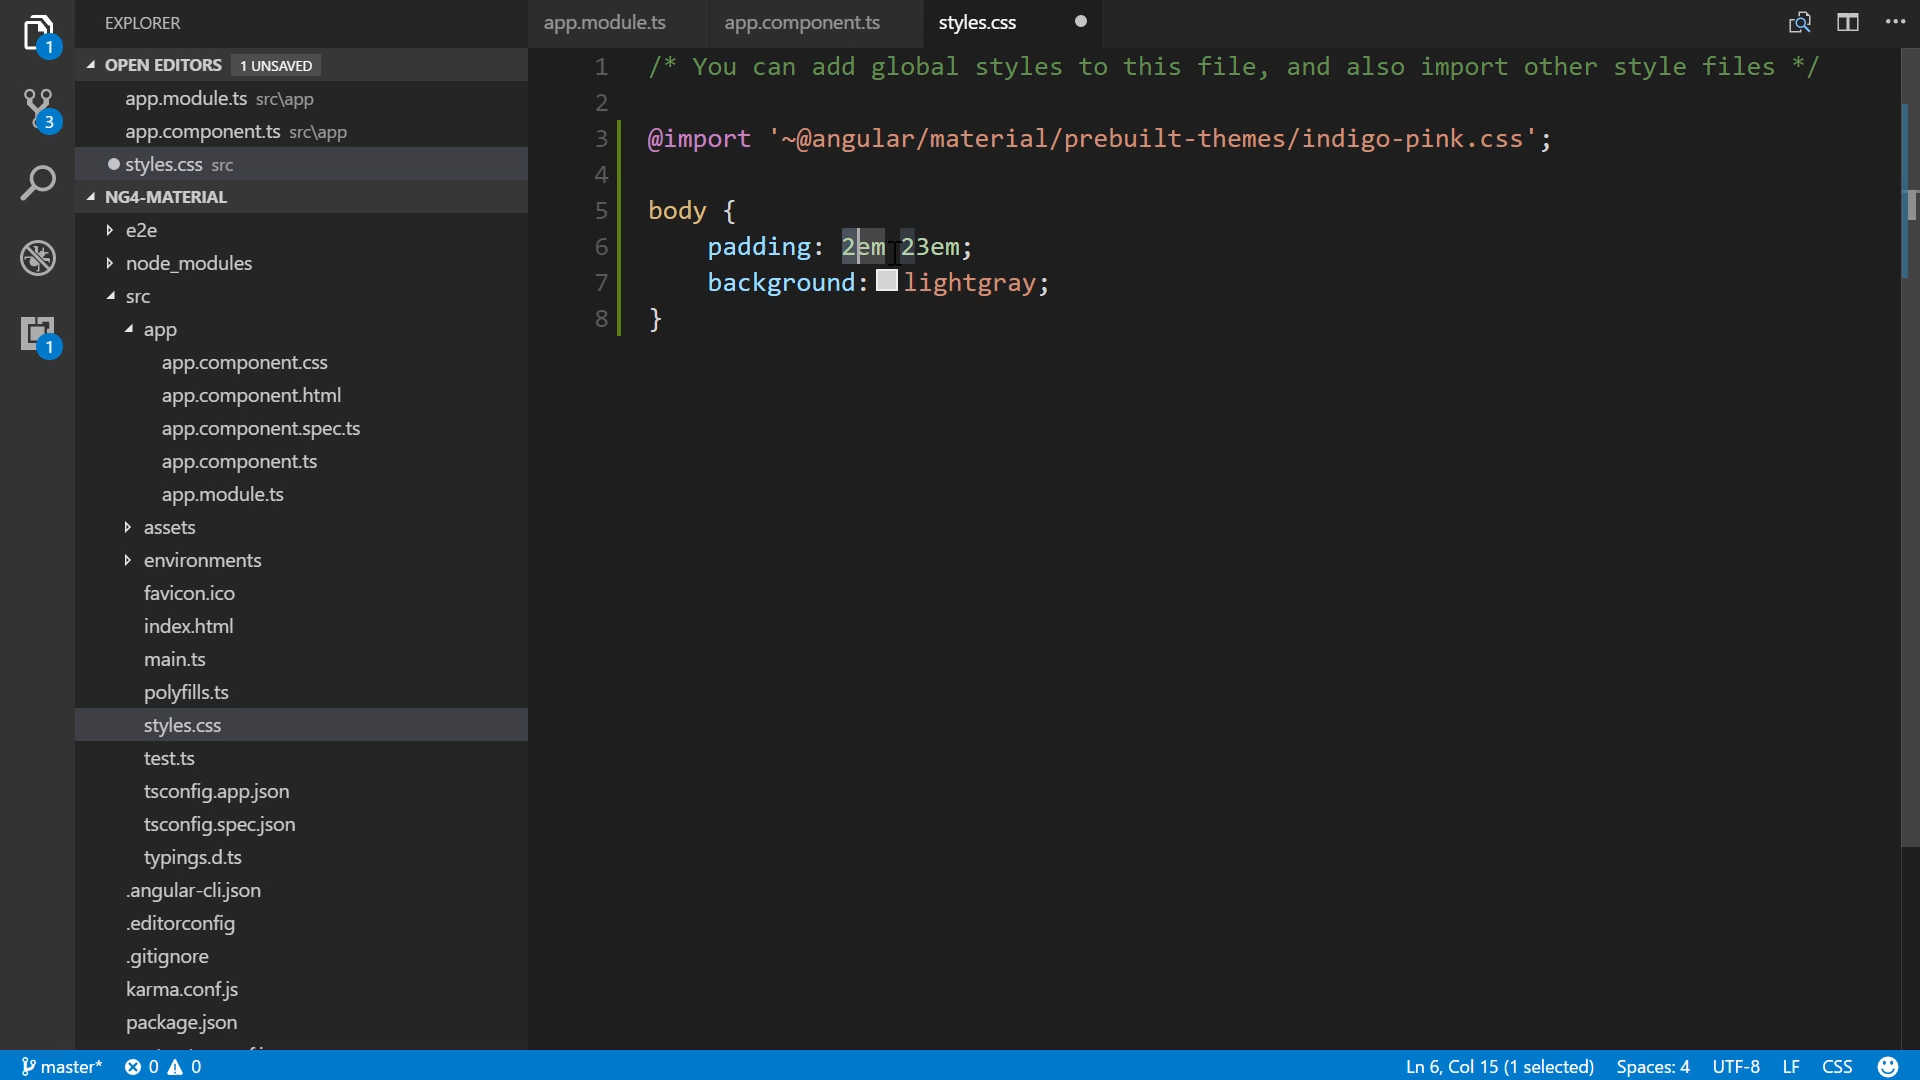 EXPLORER
OPEN EDITORS 1 UNSAVED
app.module.ts src\app
app.component.ts src\app
styles.css src
NG4-MATERIAL
e2e
node_modules
src
app
app.component.css
app.component.html
app.component.spec.ts
app.component.ts
app.module.ts
assets
environments
favicon.ico
index.html
main.ts
polyfills.ts
styles.css
test.ts
tsconfig.app.json
tsconfig.spec.json
typings.d.ts
.angular-cli.json
.editorconfig
.gitignore
karma.conf.js
package.json
1
3
1
app.module.ts app.component.ts styles.css
1 /* You can add global styles to this file, and also import other style files */
2
3 @import '~@angular/material/prebuilt-themes/indigo-pink.css';
4
5 body {
6 padding: 2em 23em;
7 background: lightgray;
8 }
master* 0 0 Ln 6, Col 15 (1 selected) Spaces: 4 UTF-8 LF CSS